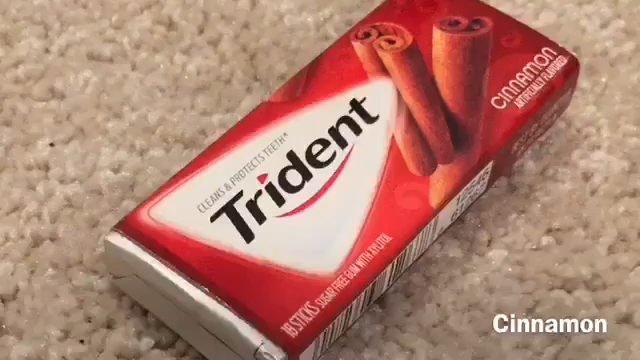 CINNAMON
ARTIFICIALLY FLAVORED
CLEANS & PROTECTS TEETH*
Trident
18 STICKS SUGAR FREE GUM WITH XYLITOL
Cinnamon